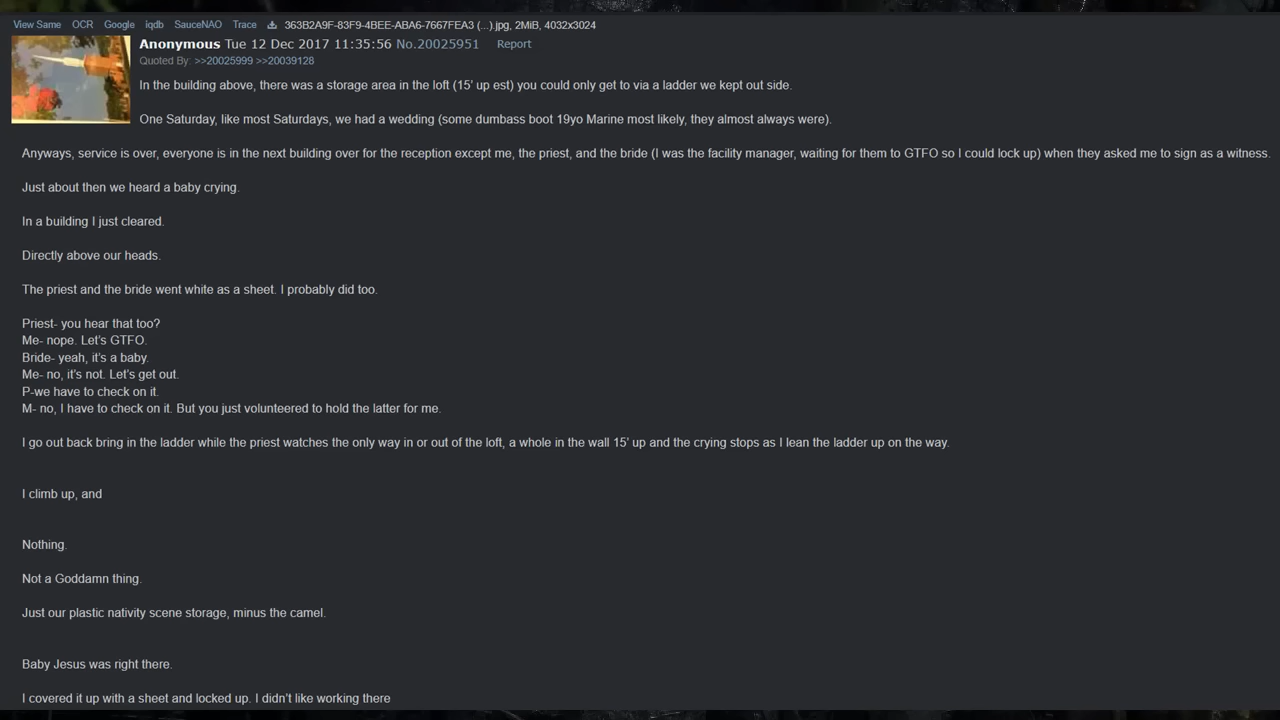 View Same OCR Google iqdb SauceNAO Trace 363B2A9F-83F9-4BEE-ABA6-7667FEA3 (...).jpg, 2MiB, 4032x3024
Anonymous Tue 12 Dec 2017 11:35:56 No.20025951 Report
Quoted By: >>20025999 >>20039128
In the building above, there was a storage area in the loft (15’ up est) you could only get to via a ladder we kept out side.
One Saturday, like most Saturdays, we had a wedding (some dumbass boot 19yo Marine most likely, they almost always were).
Anyways, service is over, everyone is in the next building over for the reception except me, the priest, and the bride (I was the facility manager, waiting for them to GTFO so I could lock up) when they asked me to sign as a witness.
Just about then we heard a baby crying.
In a building I just cleared.
Directly above our heads.
The priest and the bride went white as a sheet. I probably did too.
Priest- you hear that too?
Me- nope. Let’s GTFO.
Bride- yeah, it’s a baby.
Me- no, it’s not. Let’s get out.
P-we have to check on it.
M- no, I have to check on it. But you just volunteered to hold the latter for me.
I go out back bring in the ladder while the priest watches the only way in or out of the loft, a whole in the wall 15’ up and the crying stops as I lean the ladder up on the way.
I climb up, and
Nothing.
Not a Goddamn thing.
Just our plastic nativity scene storage, minus the camel.
Baby Jesus was right there.
I covered it up with a sheet and locked up. I didn’t like working there